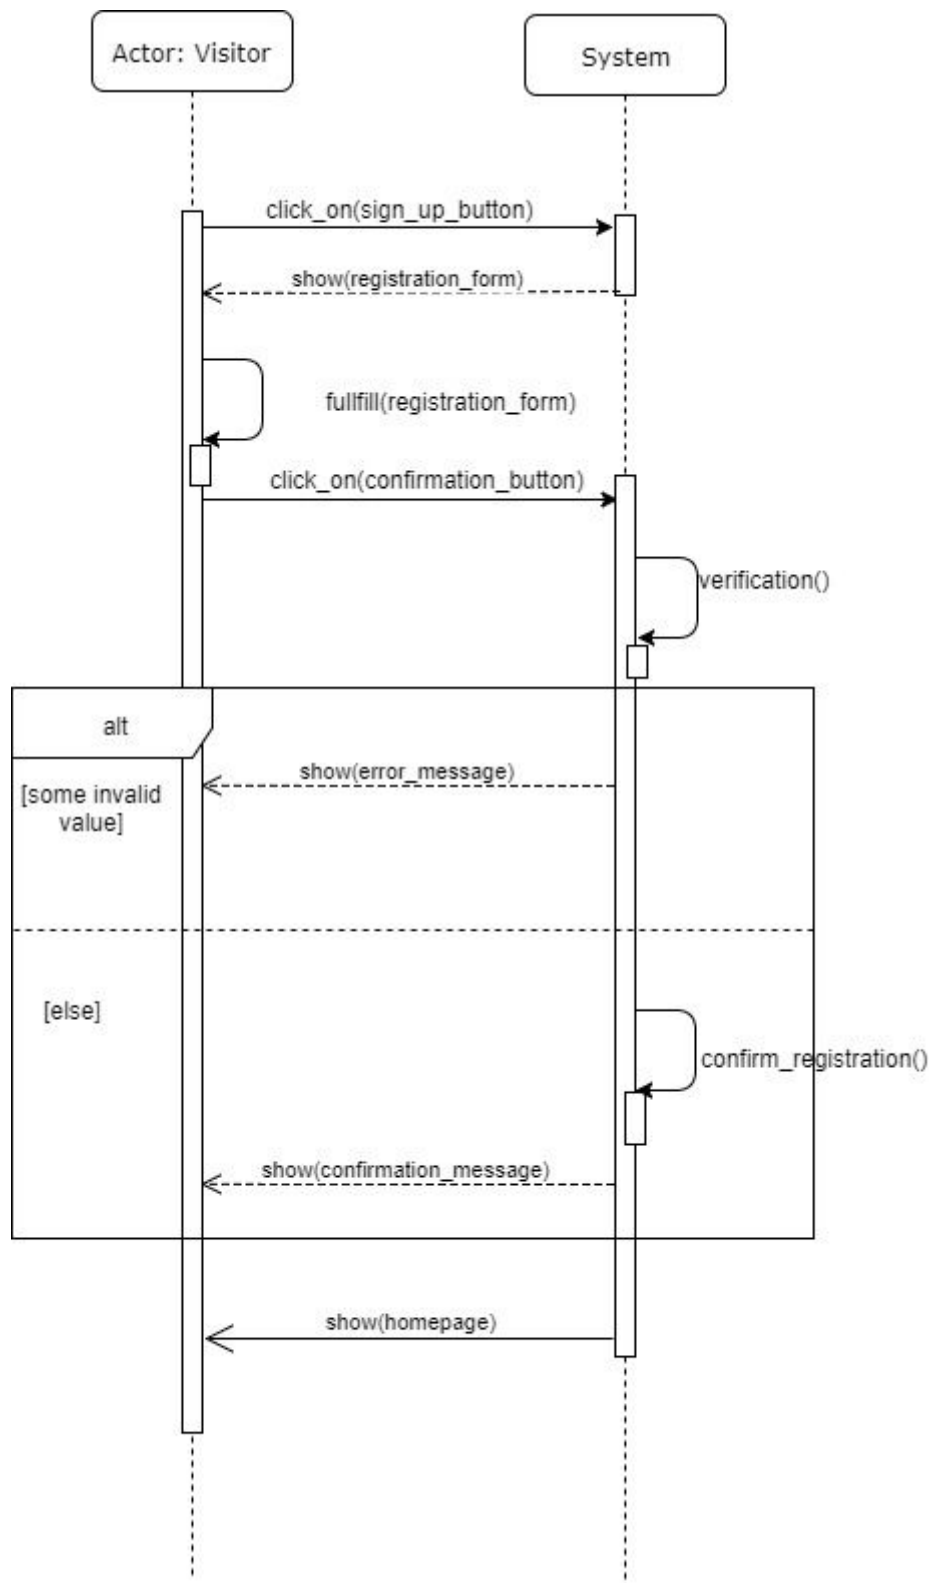 Actor: Visitor
System
click_on(sign_up_button)
show(registration_form)
fullfill(registration_form)
click_on(confirmation_button)
verification()
alt
show(error_message)
[some invalid
value]
[else]
confirm_registration()
show(confirmation_message)
show(homepage)